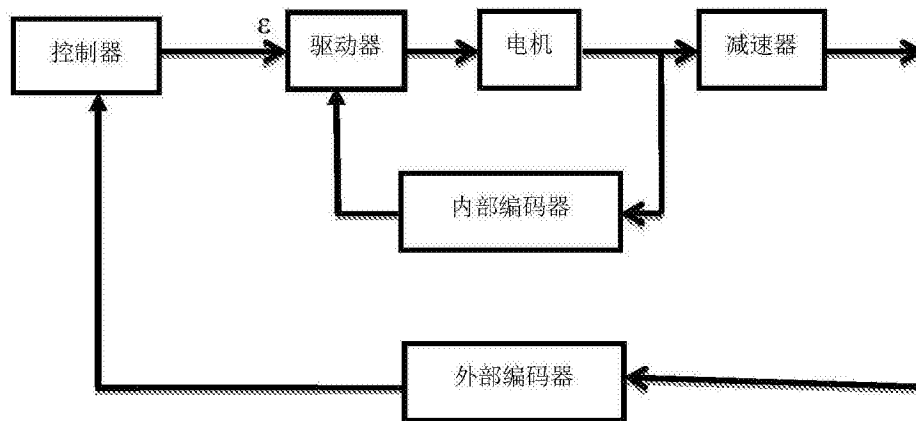 控制器
ε
驱动器
电机
减速器
内部编码器
外部编码器